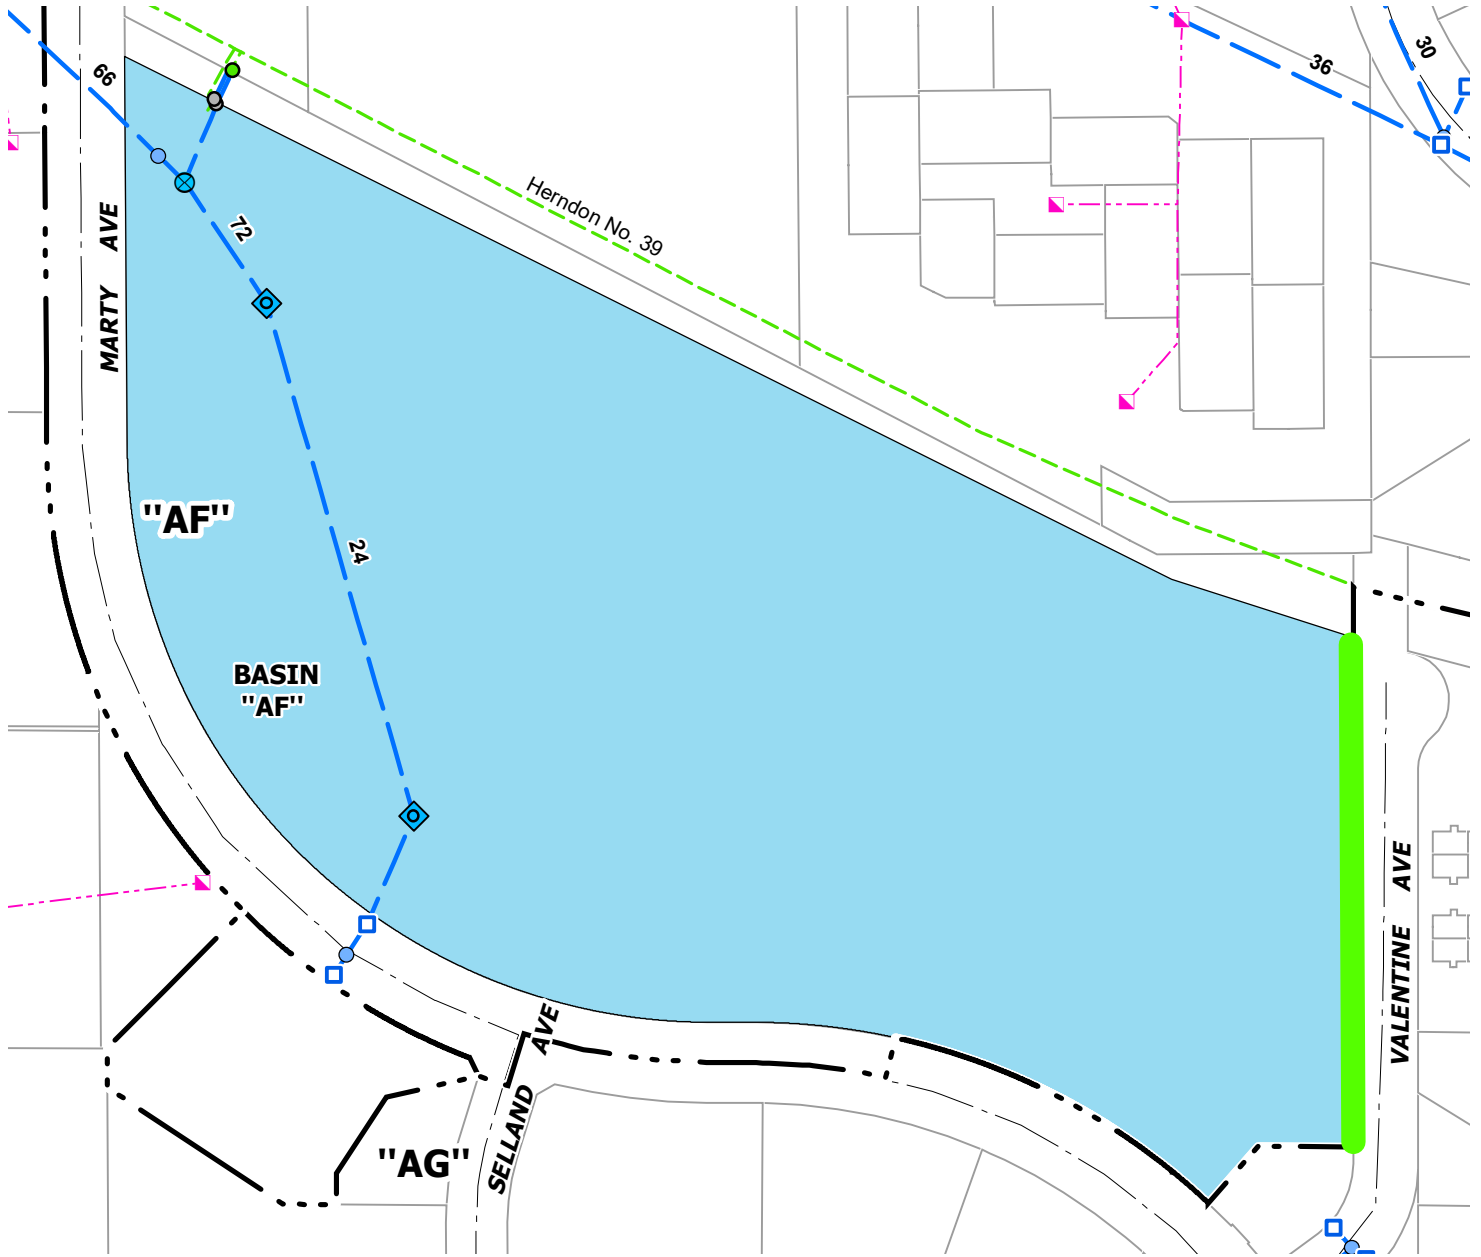 66
36
30
72
Herndon No. 39
MARTY AVE
"AF"
24
BASIN
"AF"
VALENTINE AVE
SELLAND AVE
"AG"